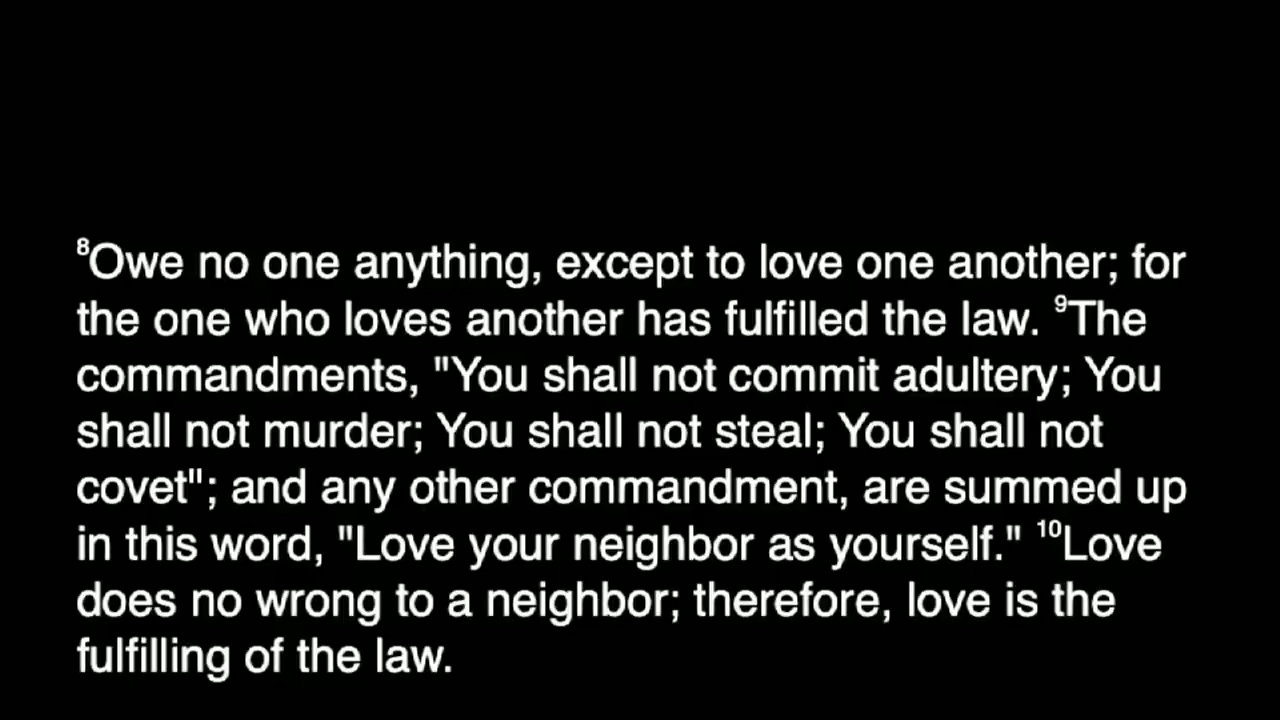 ⁸Owe no one anything, except to love one another; for
the one who loves another has fulfilled the law. ⁹The
commandments, "You shall not commit adultery; You
shall not murder; You shall not steal; You shall not
covet"; and any other commandment, are summed up
in this word, "Love your neighbor as yourself." ¹⁰Love
does no wrong to a neighbor; therefore, love is the
fulfilling of the law.